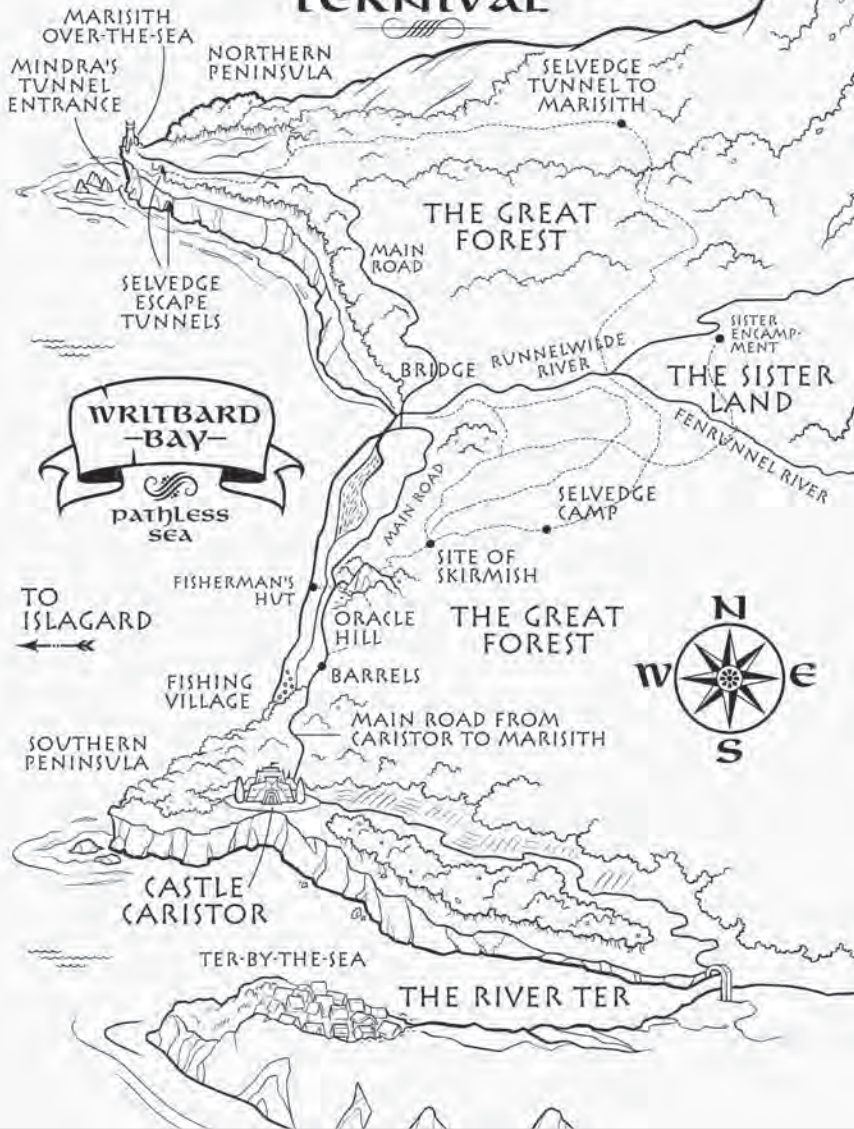 TERNIVAL
MARISITH
OVER-THE-SEA
MINDRA'S
TUNNEL
ENTRANCE
NORTHERN
PENINSULA
SELVEDGE
TUNNEL TO
MARISITH
THE GREAT
FOREST
MAIN
ROAD
SELVEDGE
ESCAPE
TUNNELS
SISTER
ENCAMP-
MENT
BRIDGE
RUNNELWILDE
RIVER
THE SISTER
LAND
WRITBARD
–BAY–
PATHLESS
SEA
FENRUNNEL RIVER
MAIN ROAD
SELVEDGE
CAMP
SITE OF
SKIRMISH
FISHERMAN'S
HUT
TO
ISLAGARD
ORACLE
HILL
THE GREAT
FOREST
N
W
E
S
BARRELS
FISHING
VILLAGE
MAIN ROAD FROM
CARISTOR TO MARISITH
SOUTHERN
PENINSULA
CASTLE
CARISTOR
TER-BY-THE-SEA
THE RIVER TER